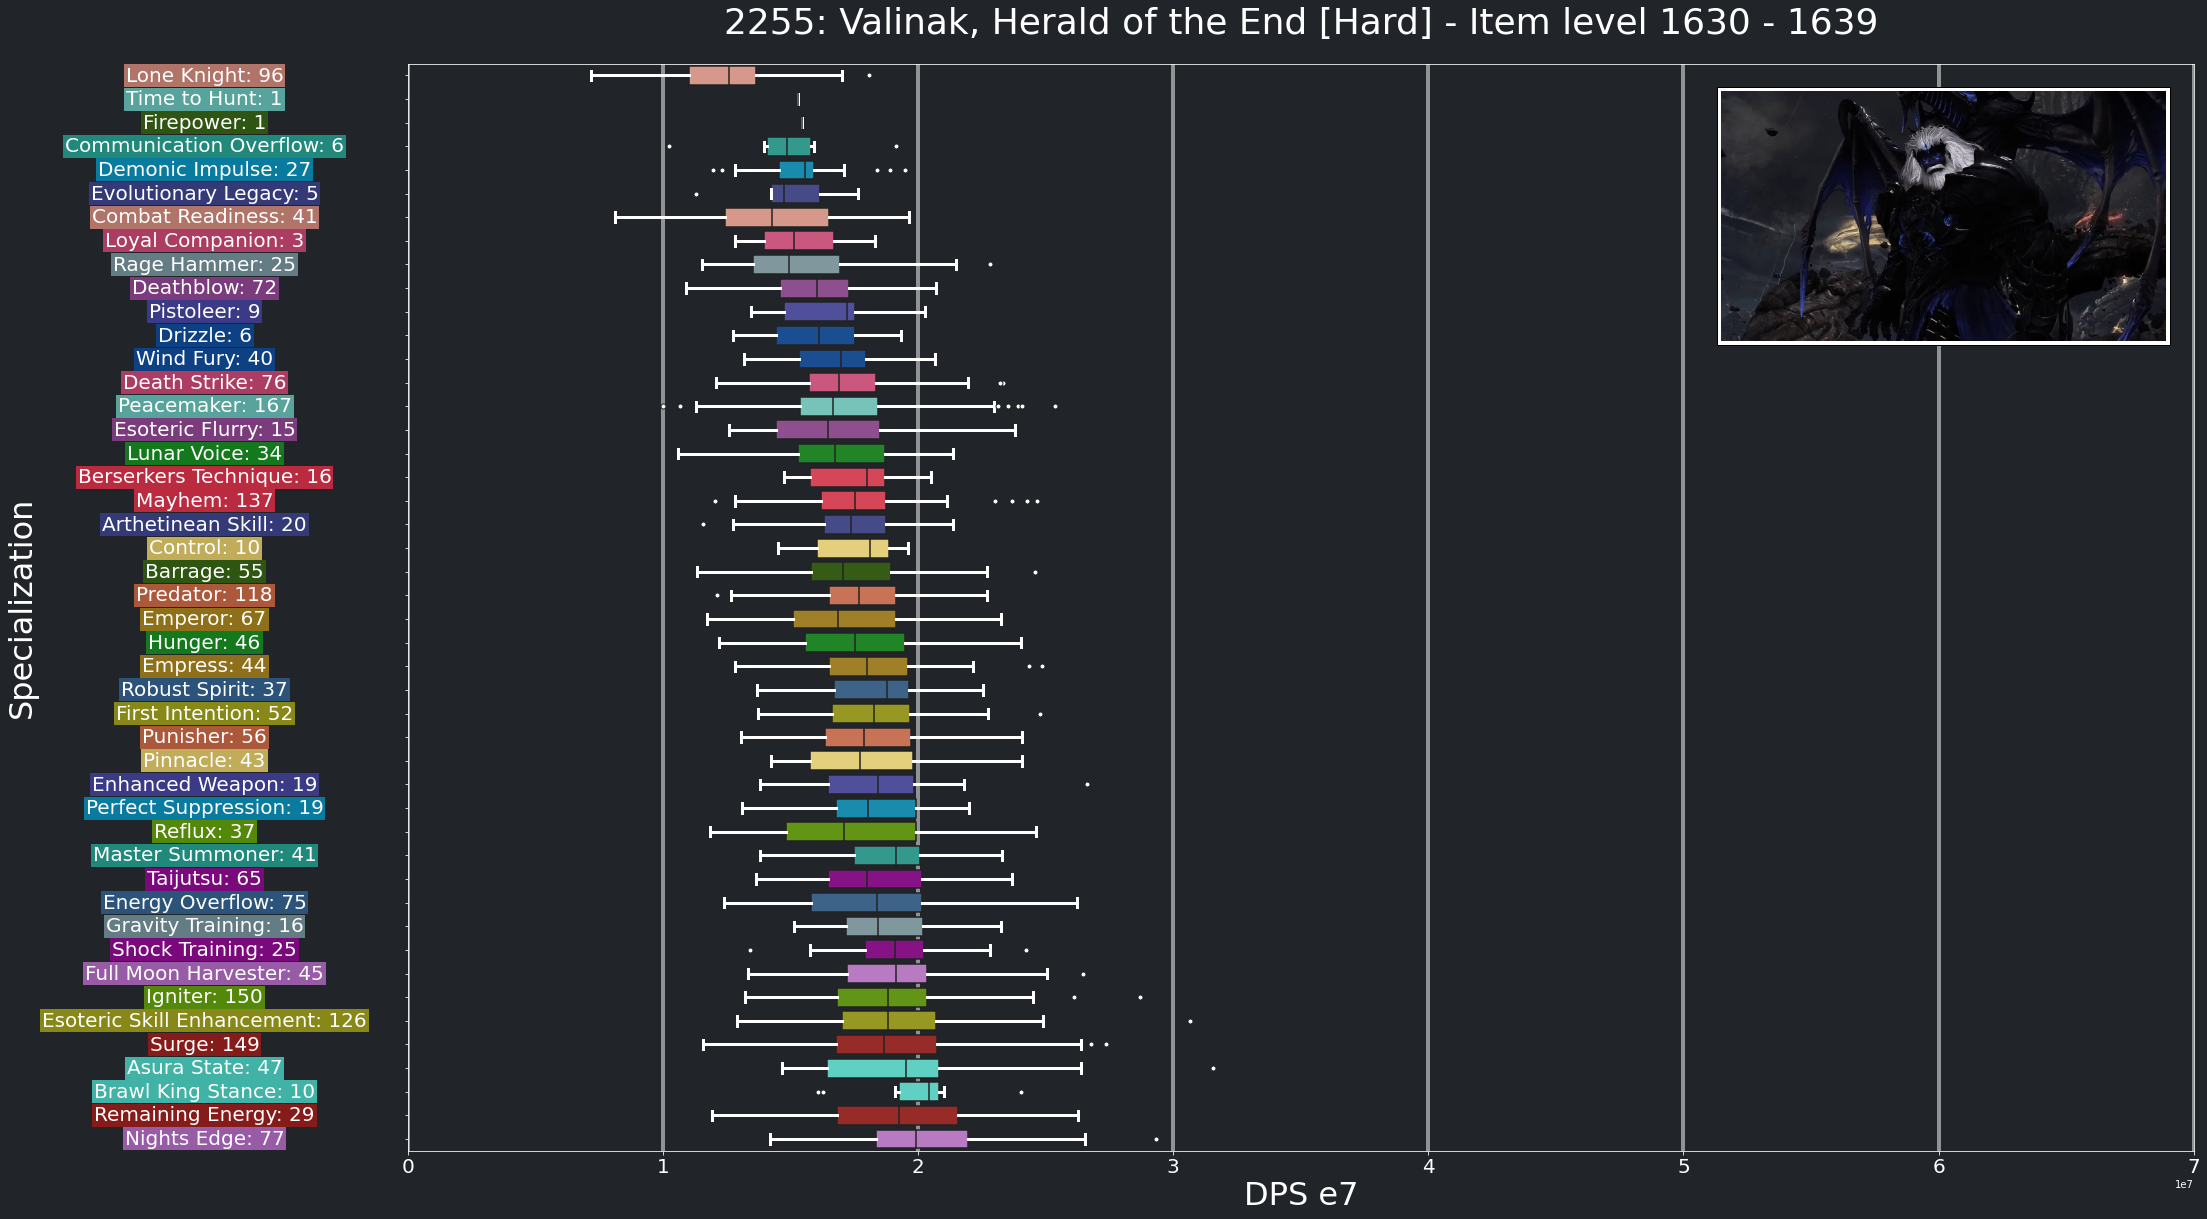 2255: Valinak, Herald of the End [Hard] - Item level 1630 - 1639
Specialization
Lone Knight: 96
Time to Hunt: 1
Firepower: 1
Communication Overflow: 6
Demonic Impulse: 27
Evolutionary Legacy: 5
Combat Readiness: 41
Loyal Companion: 3
Rage Hammer: 25
Deathblow: 72
Pistoleer: 9
Drizzle: 6
Wind Fury: 40
Death Strike: 76
Peacemaker: 167
Esoteric Flurry: 15
Lunar Voice: 34
Berserkers Technique: 16
Mayhem: 137
Arthetinean Skill: 20
Control: 10
Barrage: 55
Predator: 118
Emperor: 67
Hunger: 46
Empress: 44
Robust Spirit: 37
First Intention: 52
Punisher: 56
Pinnacle: 43
Enhanced Weapon: 19
Perfect Suppression: 19
Reflux: 37
Master Summoner: 41
Taijutsu: 65
Energy Overflow: 75
Gravity Training: 16
Shock Training: 25
Full Moon Harvester: 45
Igniter: 150
Esoteric Skill Enhancement: 126
Surge: 149
Asura State: 47
Brawl King Stance: 10
Remaining Energy: 29
Nights Edge: 77
0 1 2 3 4 5 6 7
1e7
DPS e7